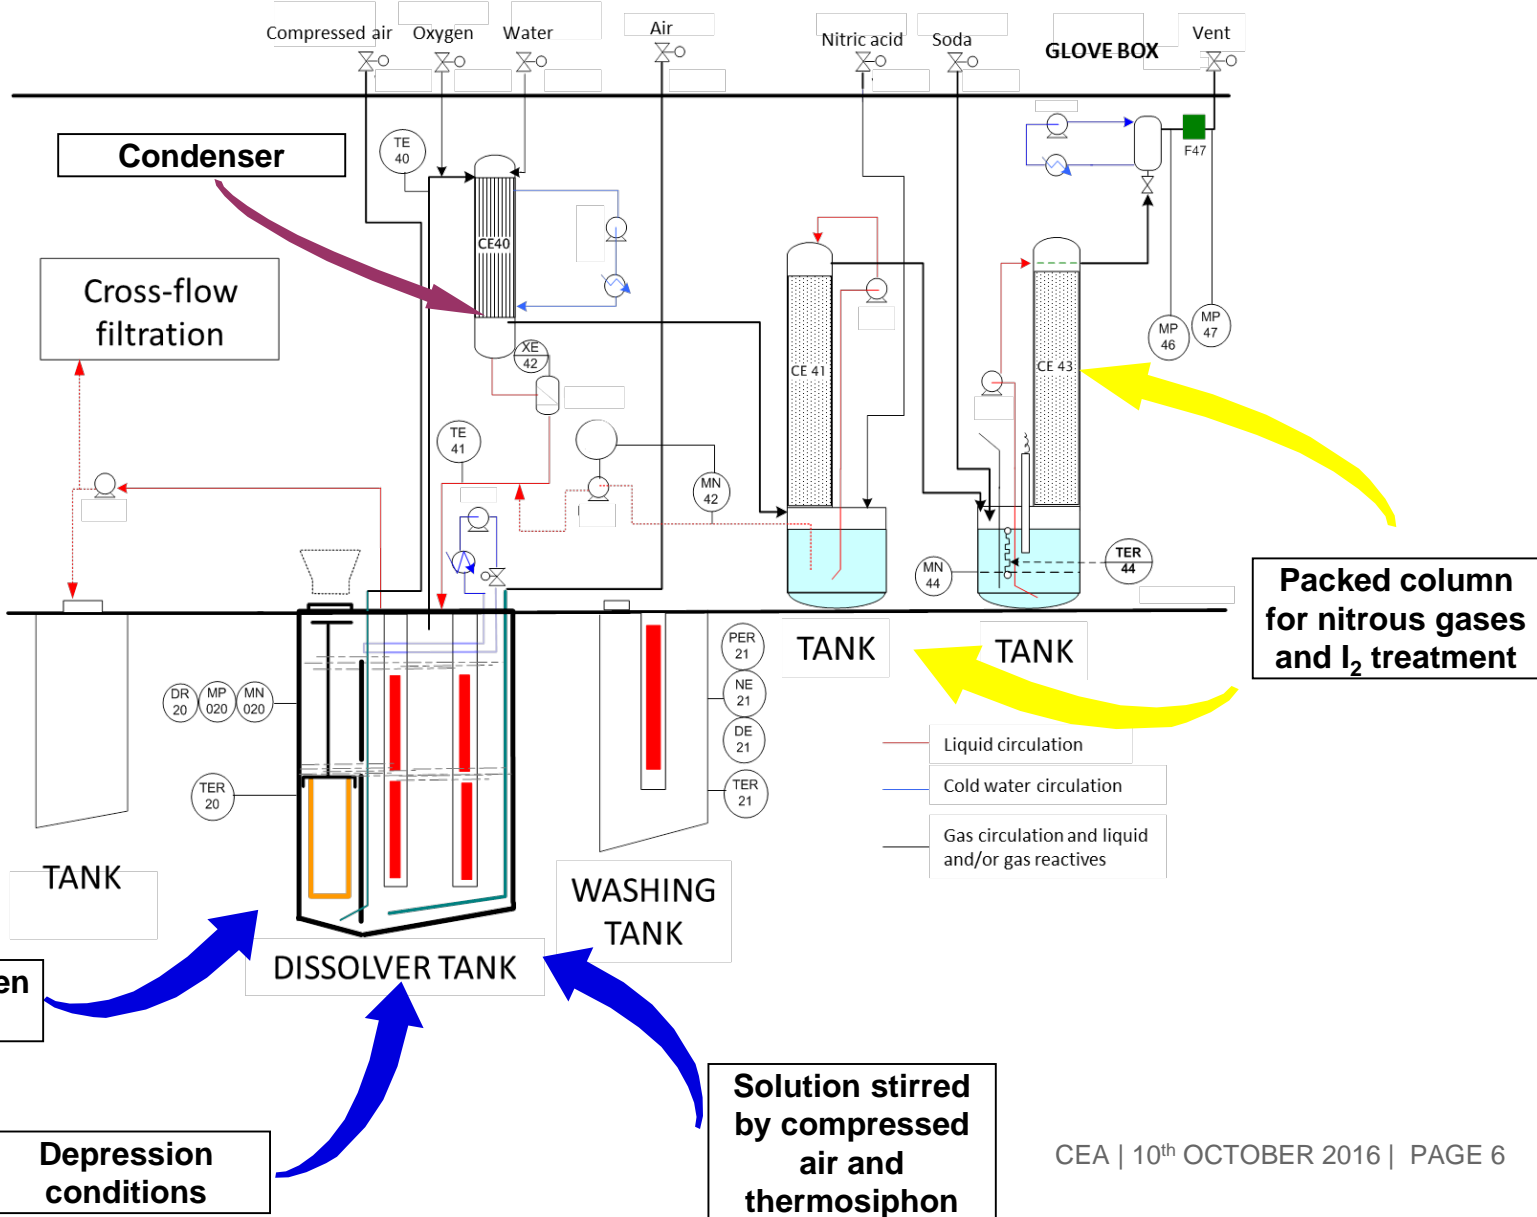 Compressed air
Oxygen
Water
Air
Nitric acid
Soda
GLOVE BOX
Vent
TE
40
Condenser
F47
CE40
Cross-flow
filtration
MP
46
MP
47
XE
42
CE 41
CE 43
TE
41
MN
42
MN
44
TER
44
Packed column
for nitrous gases
and I2 treatment
TANK
TANK
PER
21
NE
21
DE
21
TER
21
DR
20
MP
020
MN
020
TER
20
Liquid circulation
Cold water circulation
Gas circulation and liquid
and/or gas reactives
TANK
WASHING
TANK
DISSOLVER TANK
en
Depression
conditions
Solution stirred
by compressed
air and
thermosiphon
CEA | 10th OCTOBER 2016 | PAGE 6